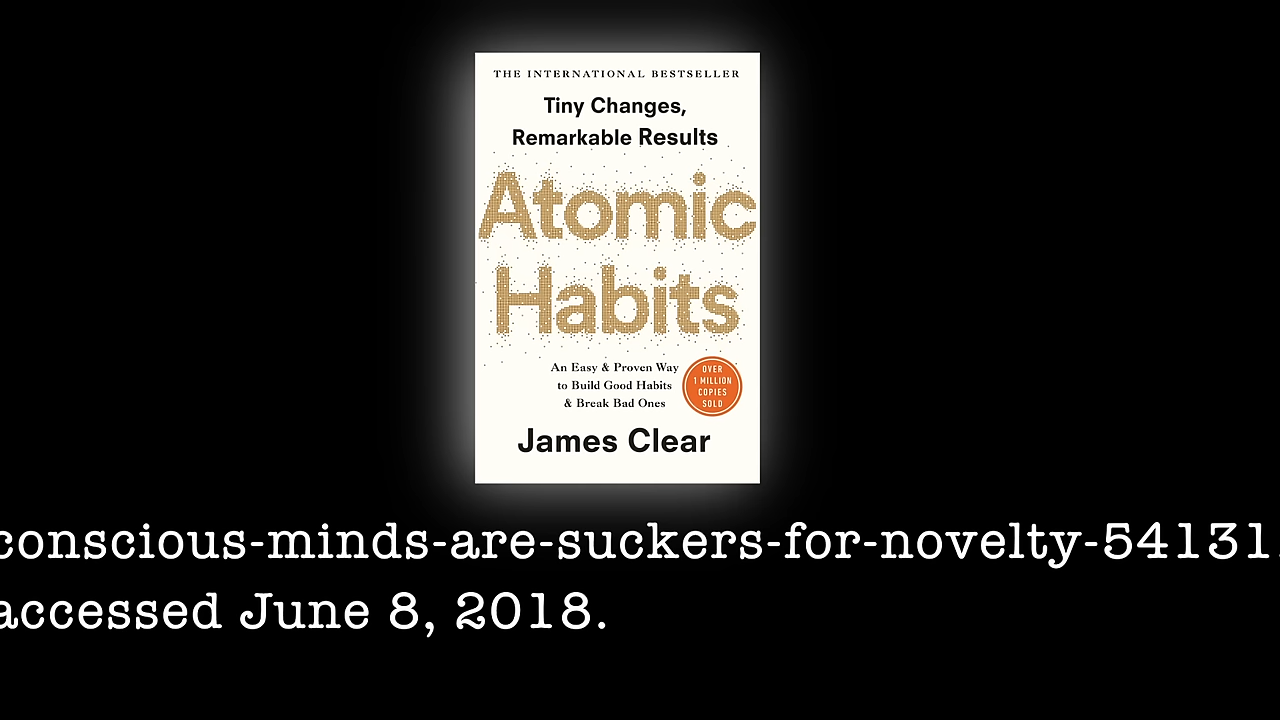 THE INTERNATIONAL BESTSELLER
Tiny Changes,
Remarkable Results
Atomic
Habits
An Easy & Proven Way
to Build Good Habits
& Break Bad Ones
OVER
1 MILLION
COPIES
SOLD
James Clear
conscious-minds-are-suckers-for-novelty-54131
accessed June 8, 2018.